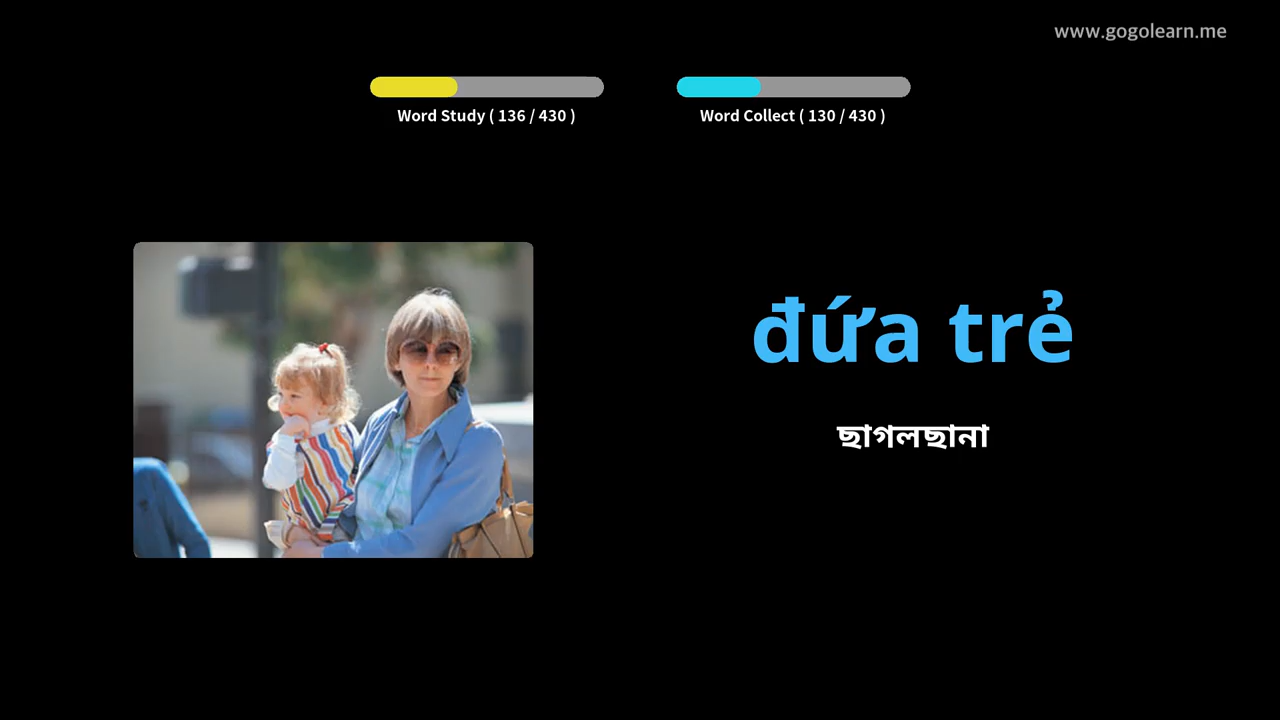 www.gogolearn.me
Word Study ( 136 / 430 )
Word Collect ( 130 / 430 )
đứa trẻ
ছাগলছানা